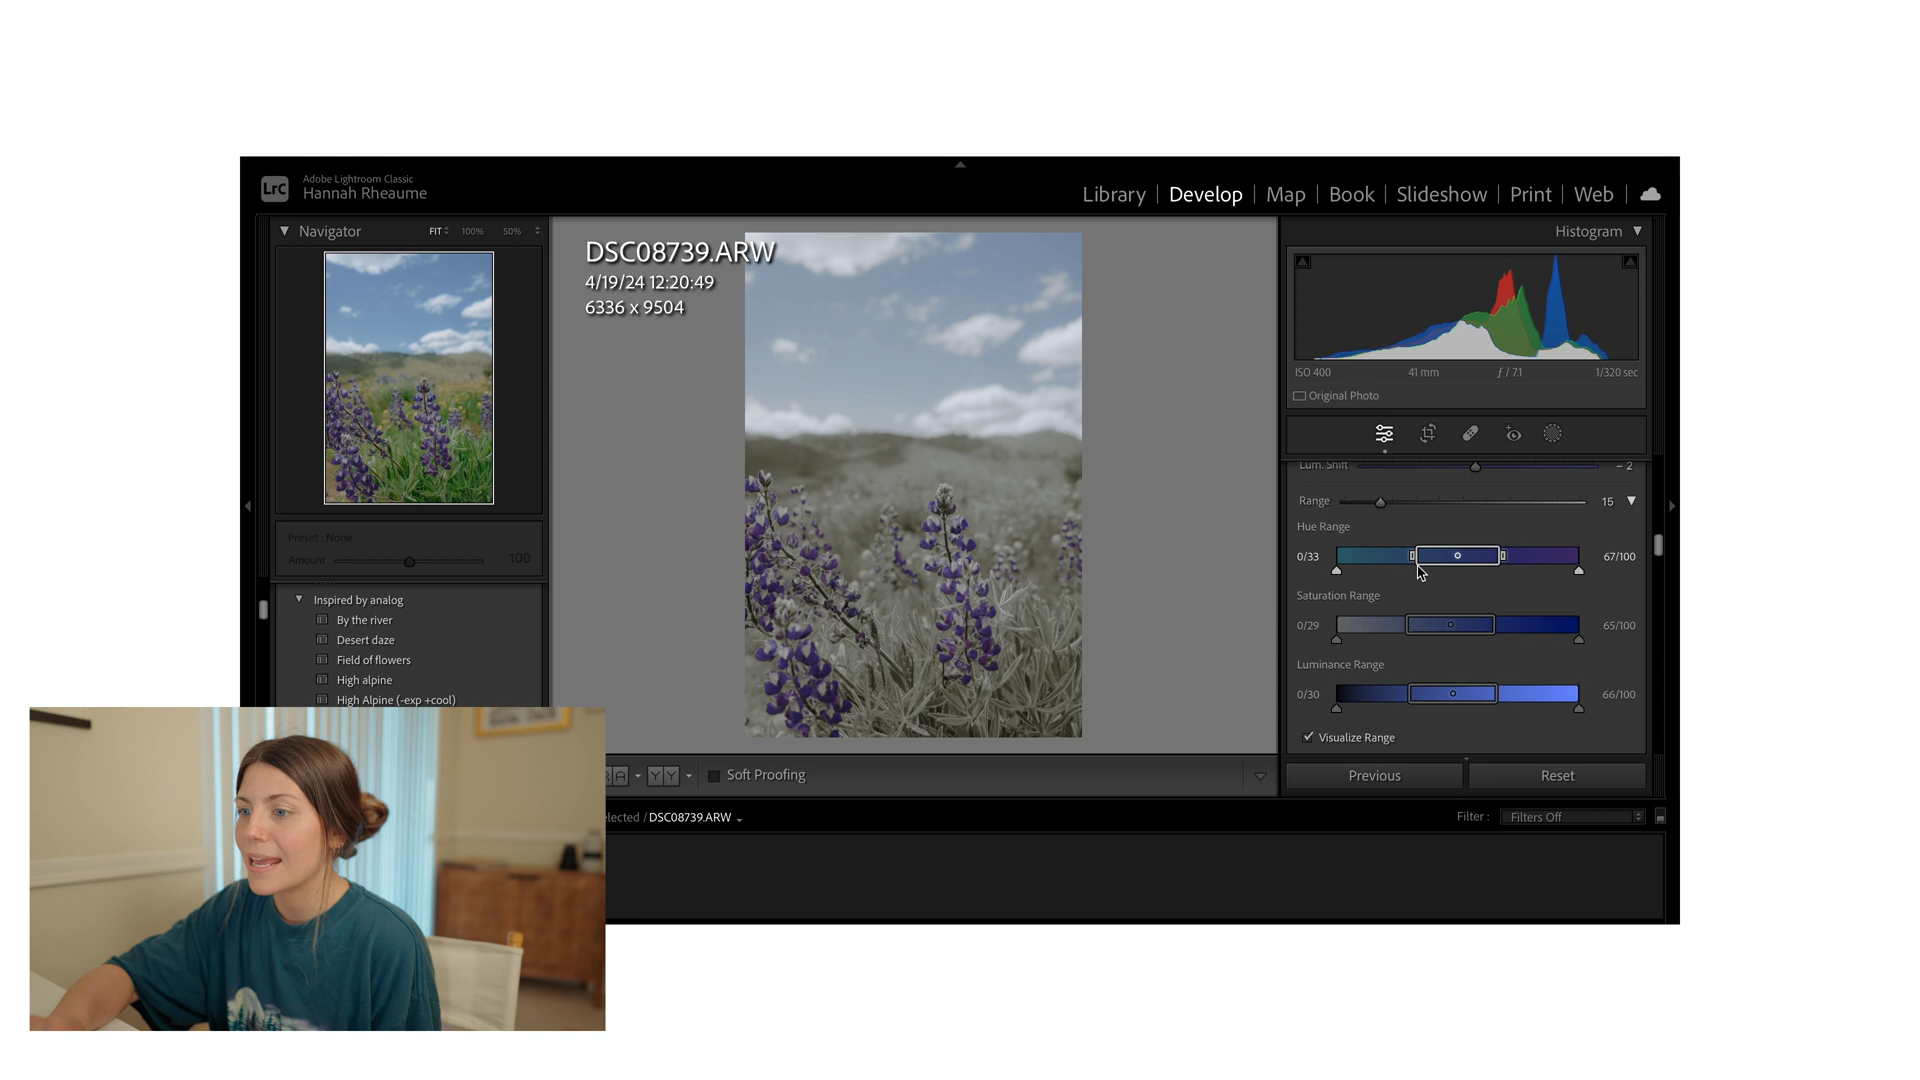 LrC
Adobe Lightroom Classic
Hannah Rheaume
Library | Develop | Map | Book | Slideshow | Print | Web |
Navigator
FIT 100% 50%
Preset : None
Amount 100
Inspired by analog
By the river
Desert daze
Field of flowers
High alpine
High Alpine (-exp +cool)
DSC08739.ARW
4/19/24 12:20:49
6336 x 9504
Soft Proofing
/ DSC08739.ARW
Histogram
ISO 400 41 mm ƒ / 7.1 1/320 sec
Original Photo
Lum. Shift - 2
Range 15
Hue Range
0/33 67/100
Saturation Range
0/29 65/100
Luminance Range
0/30 66/100
Visualize Range
Previous Reset
Filter : Filters Off